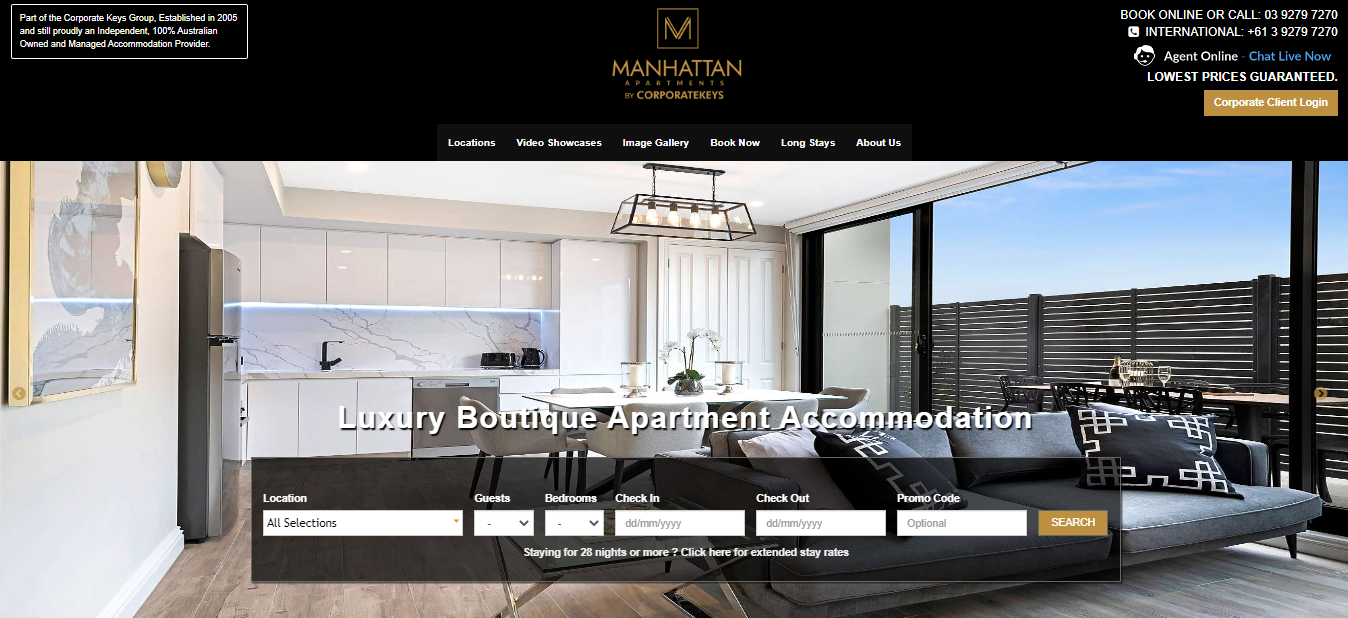 Part of the Corporate Keys Group, Established in 2005
and still proudly an Independent, 100% Australian
Owned and Managed Accommodation Provider.
MANHATTAN
APARTMENTS
BY CORPORATEKEYS
BOOK ONLINE OR CALL: 03 9279 7270
INTERNATIONAL: +61 3 9279 7270
Agent Online - Chat Live Now
LOWEST PRICES GUARANTEED.
Corporate Client Login
Locations Video Showcases Image Gallery Book Now Long Stays About Us
Luxury Boutique Apartment Accommodation
Location Guests Bedrooms Check In Check Out Promo Code
All Selections - - dd/mm/yyyy dd/mm/yyyy Optional SEARCH
Staying for 28 nights or more ? Click here for extended stay rates